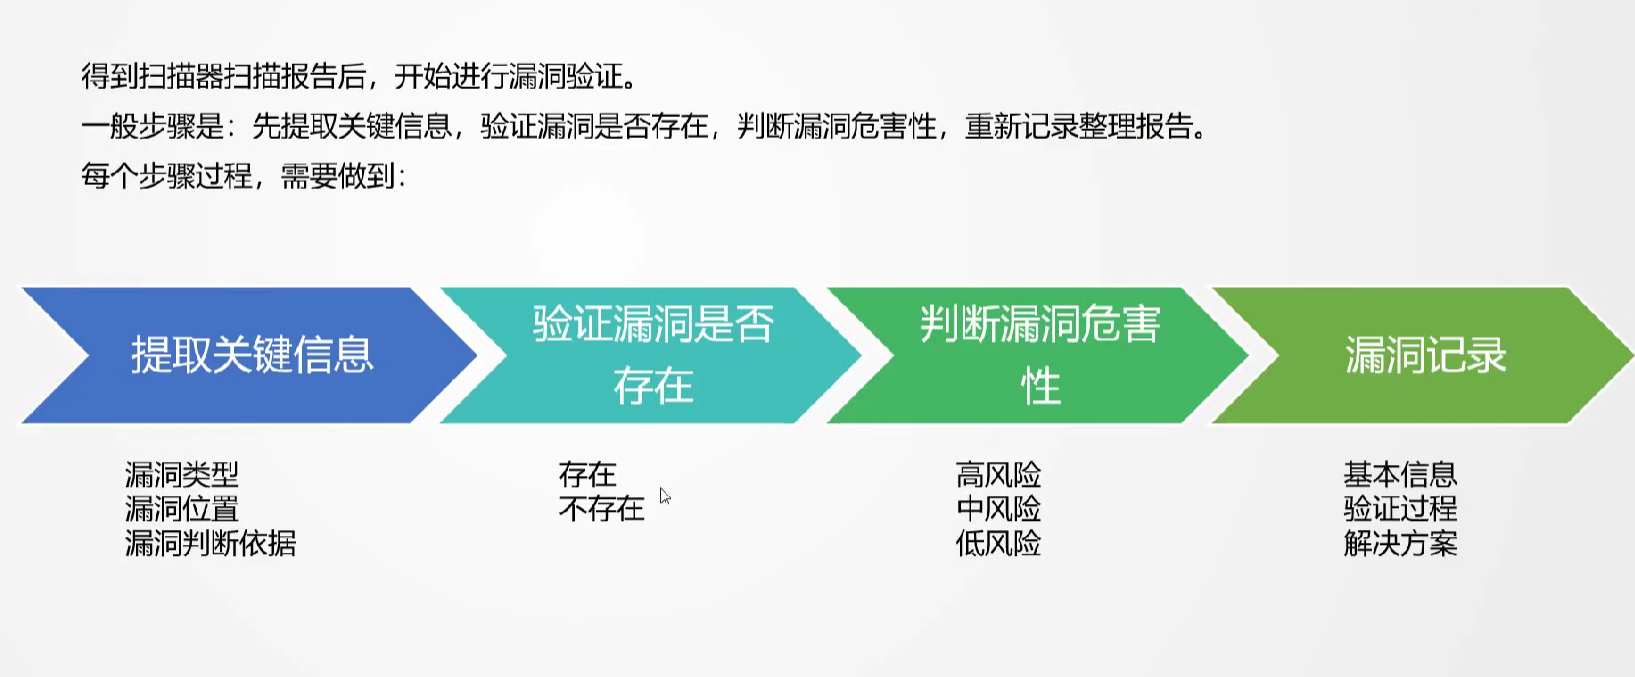 得到扫描器扫描报告后，开始进行漏洞验证。
一般步骤是：先提取关键信息，验证漏洞是否存在，判断漏洞危害性，重新记录整理报告。
每个步骤过程，需要做到：
提取关键信息
验证漏洞是否
存在
判断漏洞危害
性
漏洞记录
漏洞类型
漏洞位置
漏洞判断依据
存在
不存在
高风险
中风险
低风险
基本信息
验证过程
解决方案